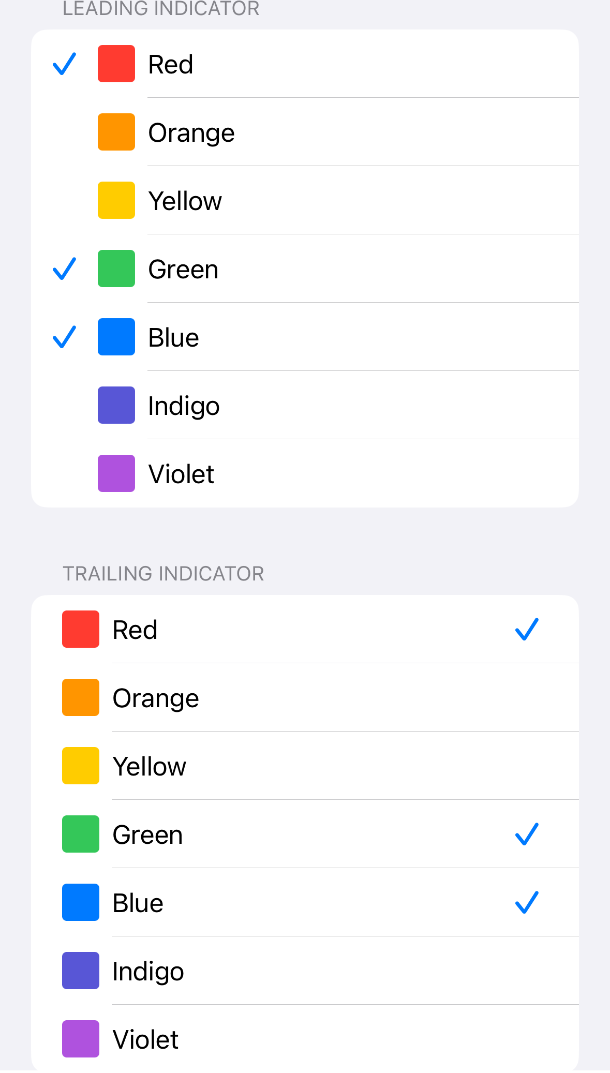 LEADING INDICATOR
Red
Orange
Yellow
Green
Blue
Indigo
Violet
TRAILING INDICATOR
Red
Orange
Yellow
Green
Blue
Indigo
Violet